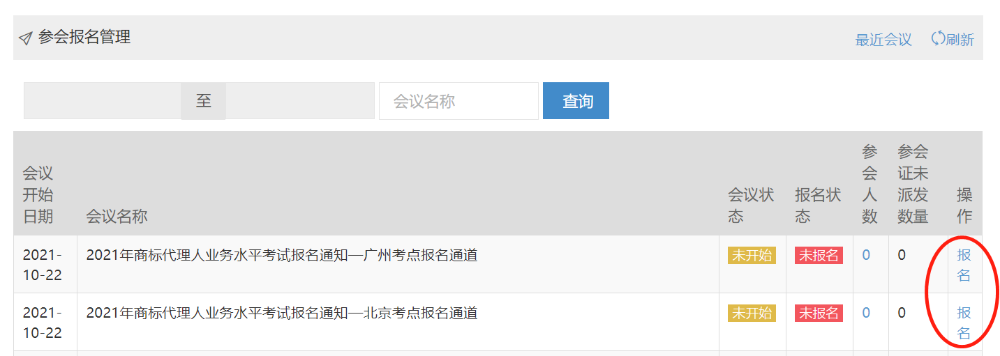 参会报名管理
最近会议 刷新
至 会议名称 查询
会议
开始
日期
会议名称
会议状
态
报名状
态
参
会
人
数
参会
证未
派发
数量
操
作
2021-
10-22
2021年商标代理人业务水平考试报名通知—广州考点报名通道
未开始
未报名
0
0
报
名
2021-
10-22
2021年商标代理人业务水平考试报名通知—北京考点报名通道
未开始
未报名
0
0
报
名